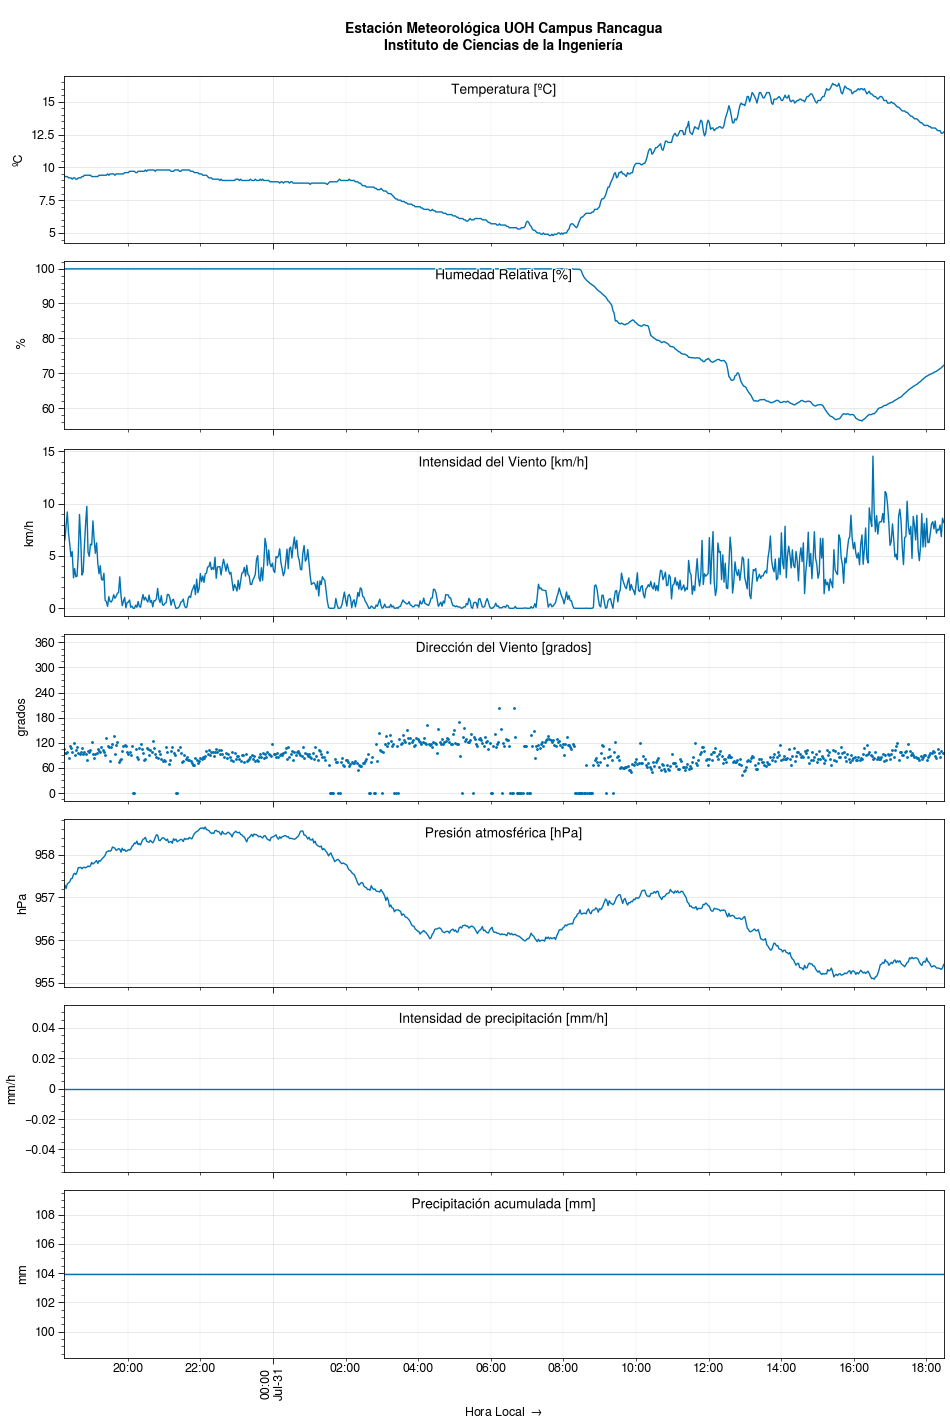 Estación Meteorológica UOH Campus Rancagua
Instituto de Ciencias de la Ingeniería
Temperatura [ºC]
ºC
15
12.5
10
7.5
5
Humedad Relativa [%]
%
100
90
80
70
60
Intensidad del Viento [km/h]
km/h
15
10
5
0
Dirección del Viento [grados]
grados
360
300
240
180
120
60
0
Presión atmosférica [hPa]
hPa
958
957
956
955
Intensidad de precipitación [mm/h]
mm/h
0.04
0.02
0
−0.02
−0.04
Precipitación acumulada [mm]
mm
108
106
104
102
100
20:00
22:00
00:00
Jul-31
02:00
04:00
06:00
08:00
10:00
12:00
14:00
16:00
18:00
Hora Local →